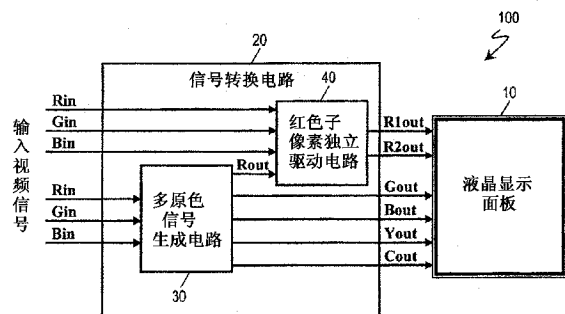 100
20
信号转换电路
10
40
输入视频信号
Rin
Gin
Bin
红色子
像素独立
驱动电路
R1out
R2out
Rout
Rin
Gin
Bin
多原色
信号
生成电路
Gout
Bout
Yout
Cout
液晶显示
面板
30